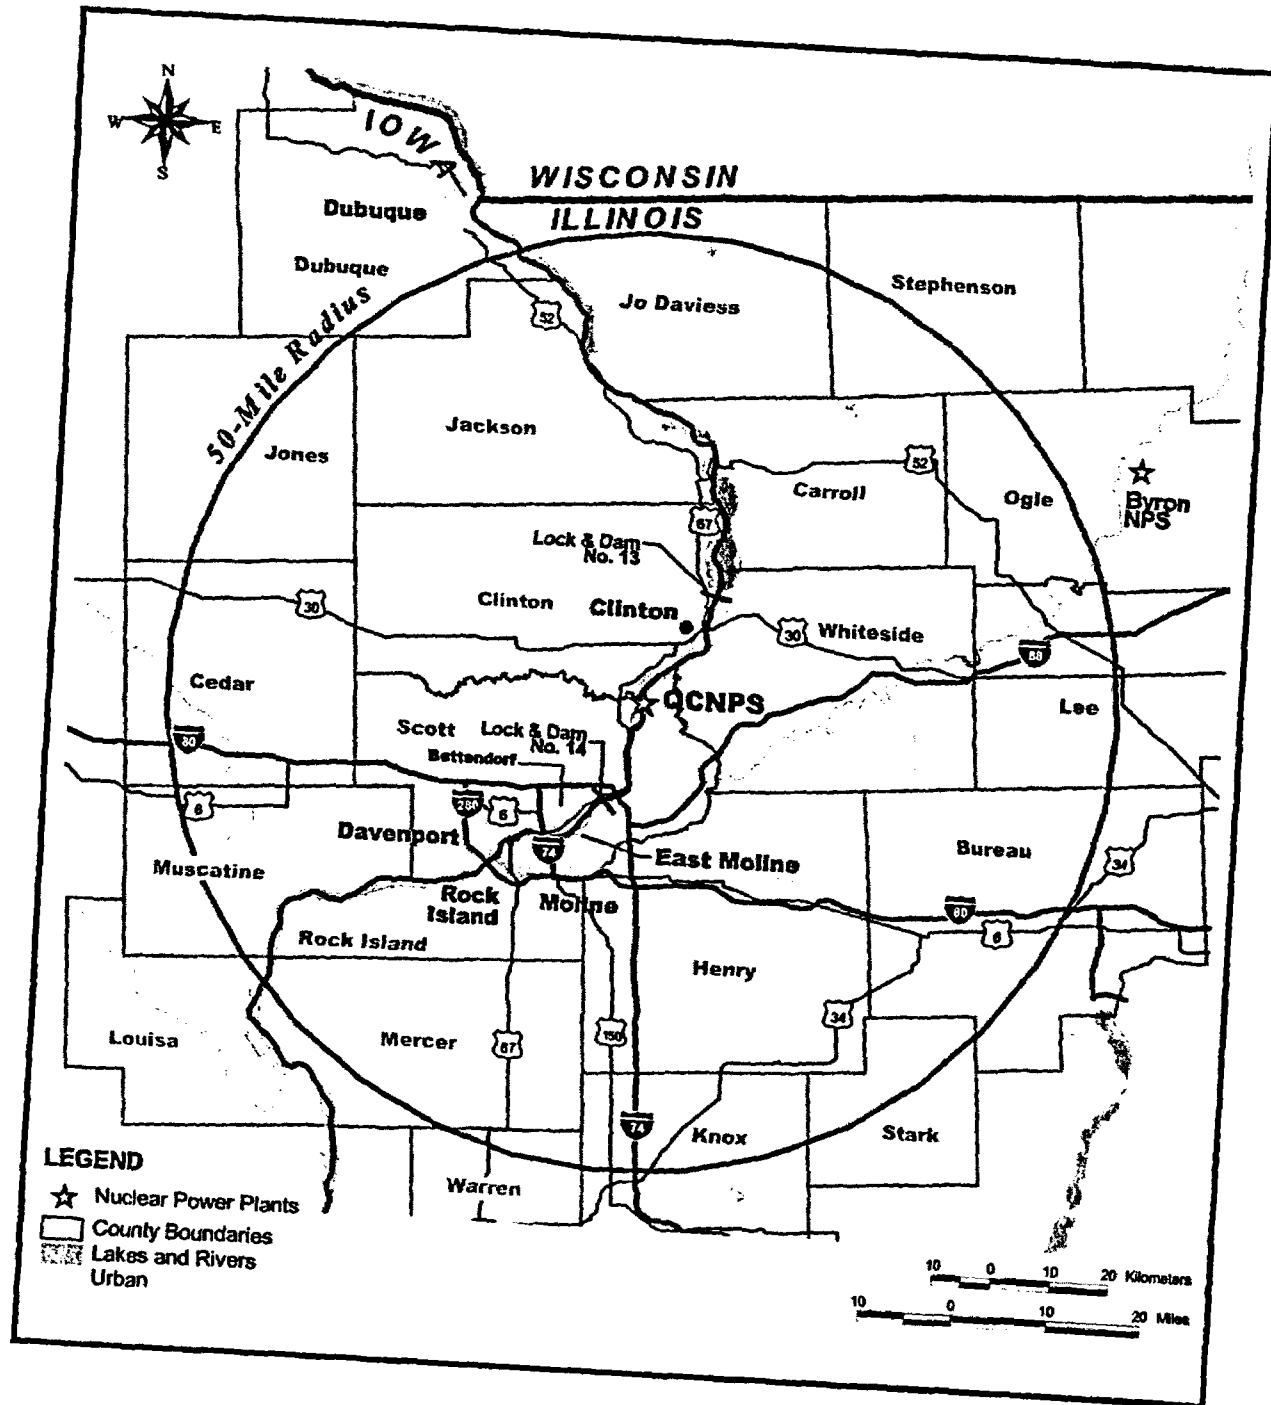 N
W E
S
IOWA
WISCONSIN
ILLINOIS
Dubuque
Dubuque
Stephenson
Jo Daviess
52
50-Mile Radius
Jackson
Jones
52
Carroll
Ogle
Byron
NPS
67
Lock & Dam
No. 13
Clinton
Clinton
30
30
Whiteside
88
Cedar
QCNPS
Lee
Scott
Lock & Dam
No. 14
80
Bettendorf
6
280
6
Davenport
74
East Moline
Bureau
34
Muscatine
Rock
Island
Moline
80
6
Rock Island
Henry
34
Louisa
Mercer
67
150
74
Knox
Stark
Warren
LEGEND
Nuclear Power Plants
County Boundaries
Lakes and Rivers
Urban
10 0 10 20 Kilometers
10 0 10 20 Miles